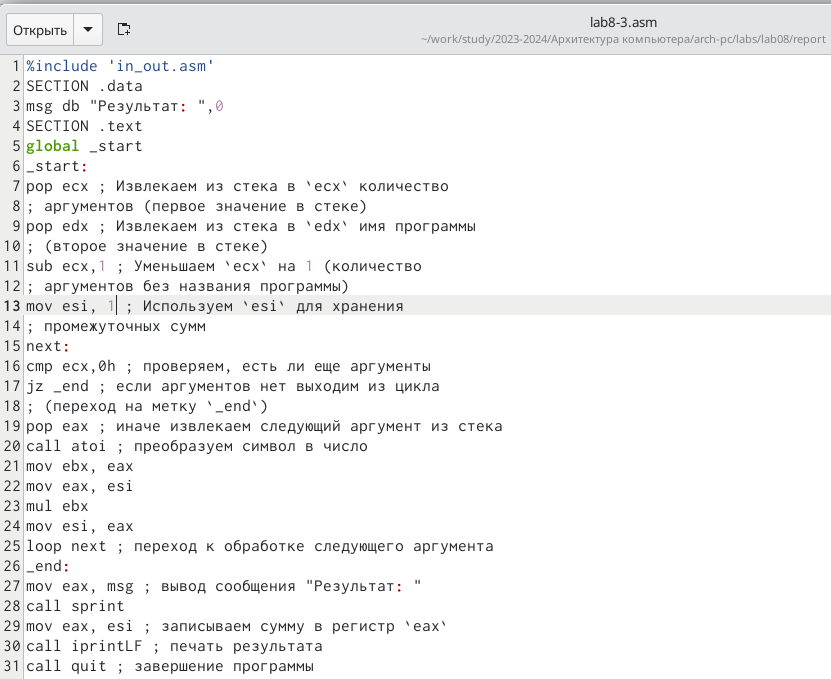 Открыть
lab8-3.asm
~/work/study/2023-2024/Архитектура компьютера/arch-pc/labs/lab08/report
1 %include 'in_out.asm'
2 SECTION .data
3 msg db "Результат: ",0
4 SECTION .text
5 global _start
6 _start:
7 pop ecx ; Извлекаем из стека в `ecx` количество
8 ; аргументов (первое значение в стеке)
9 pop edx ; Извлекаем из стека в `edx` имя программы
10 ; (второе значение в стеке)
11 sub ecx,1 ; Уменьшаем `ecx` на 1 (количество
12 ; аргументов без названия программы)
13 mov esi, 1 ; Используем `esi` для хранения
14 ; промежуточных сумм
15 next:
16 cmp ecx,0h ; проверяем, есть ли еще аргументы
17 jz _end ; если аргументов нет выходим из цикла
18 ; (переход на метку `_end`)
19 pop eax ; иначе извлекаем следующий аргумент из стека
20 call atoi ; преобразуем символ в число
21 mov ebx, eax
22 mov eax, esi
23 mul ebx
24 mov esi, eax
25 loop next ; переход к обработке следующего аргумента
26 _end:
27 mov eax, msg ; вывод сообщения "Результат: "
28 call sprint
29 mov eax, esi ; записываем сумму в регистр `eax`
30 call iprintLF ; печать результата
31 call quit ; завершение программы